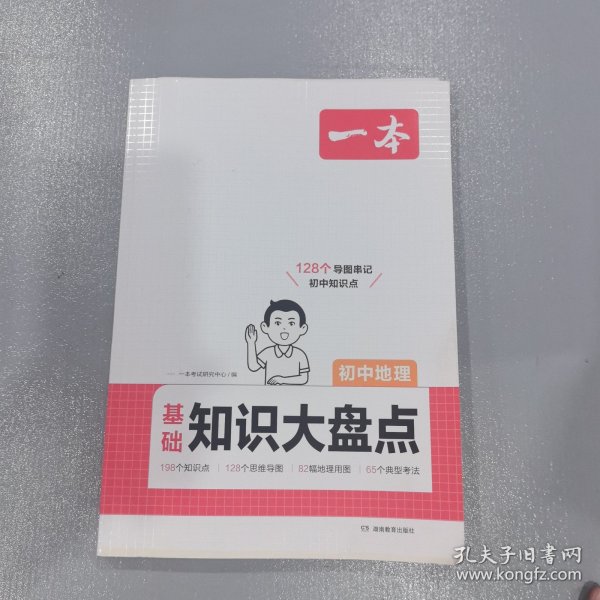 一本
128个 导图串记
初中知识点
一本考试研究中心/编
初中地理
基础
知识大盘点
198个知识点 | 128个思维导图 | 82幅地理用图 | 65个典型考法
湖南教育出版社
孔夫子旧书网
www.kongfz.com